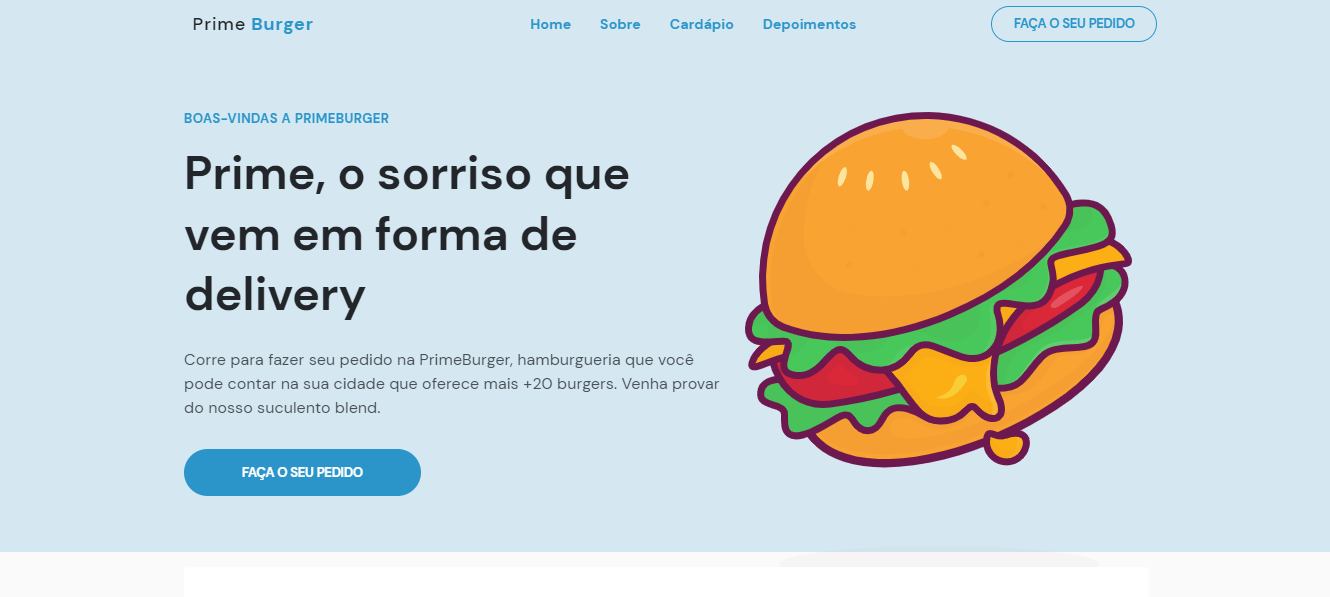 Prime Burger
Home
Sobre
Cardápio
Depoimentos
FAÇA O SEU PEDIDO
BOAS-VINDAS A PRIMEBURGER
Prime, o sorriso que
vem em forma de
delivery
Corre para fazer seu pedido na PrimeBurger, hamburgueria que você
pode contar na sua cidade que oferece mais +20 burgers. Venha provar
do nosso suculento blend.
FAÇA O SEU PEDIDO